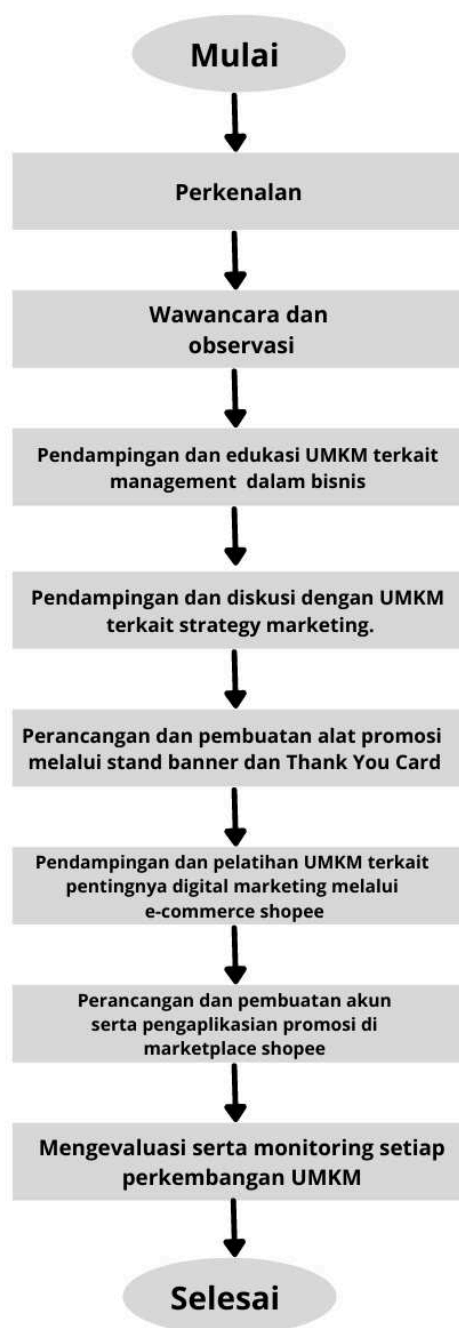 Mulai
Perkenalan
Wawancara dan
observasi
Pendampingan dan edukasi UMKM terkait
management dalam bisnis
Pendampingan dan diskusi dengan UMKM
terkait strategy marketing.
Perancangan dan pembuatan alat promosi
melalui stand banner dan Thank You Card
Pendampingan dan pelatihan UMKM terkait
pentingnya digital marketing melalui
e-commerce shopee
Perancangan dan pembuatan akun
serta pengaplikasian promosi di
marketplace shopee
Mengevaluasi serta monitoring setiap
perkembangan UMKM
Selesai